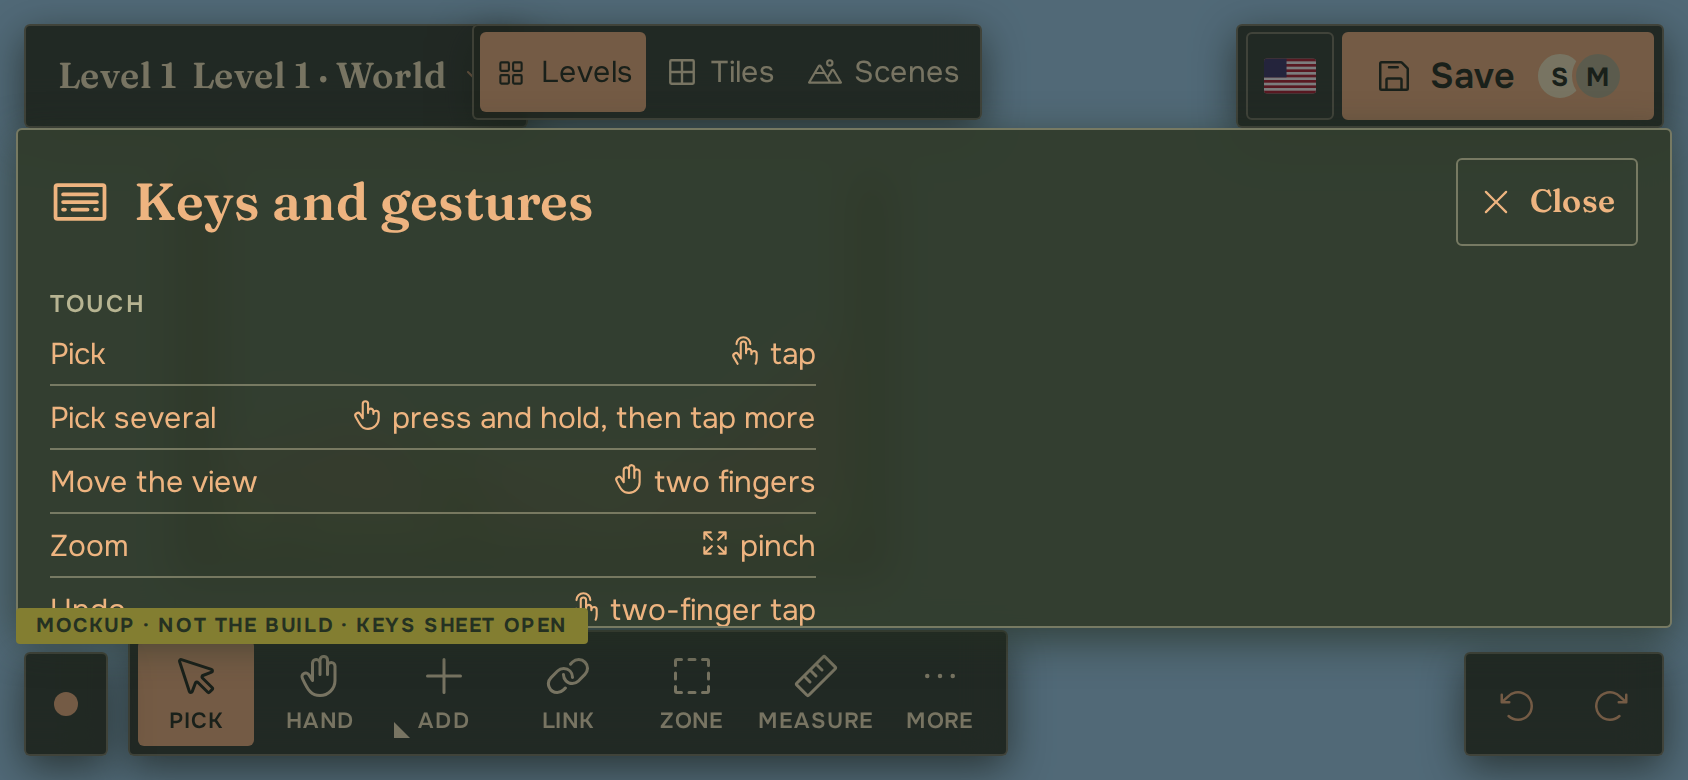 Level 1 Level 1 · World
Levels
Tiles
Scenes
Save
S
M
Keys and gestures
Close
TOUCH
Pick
tap
Pick several
press and hold, then tap more
Move the view
two fingers
Zoom
pinch
Undo
two-finger tap
MOCKUP · NOT THE BUILD · KEYS SHEET OPEN
PICK
HAND
ADD
LINK
ZONE
MEASURE
MORE